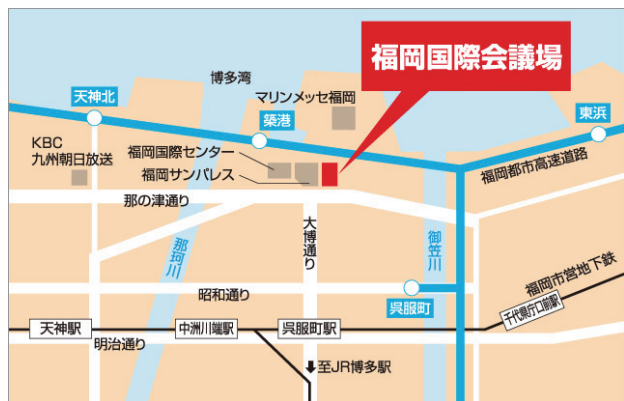 福岡国際会議場
博多湾
天神北
マリンメッセ福岡
東浜
築港
KBC
九州朝日放送
福岡国際センター
福岡サンパレス
福岡都市高速道路
那の津通り
大博通り
御笠川
那珂川
福岡市営地下鉄
昭和通り
呉服町
千代県庁口前駅
天神駅
中洲川端駅
呉服町駅
明治通り
至JR博多駅